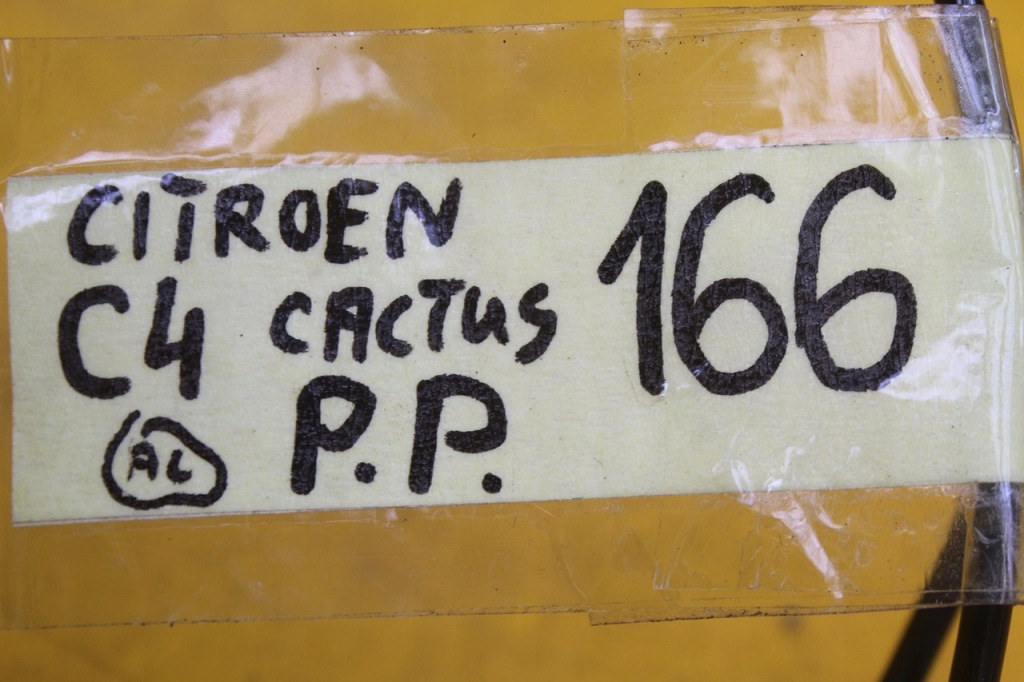 CITROEN 166
C4 CACTUS
AL P.P.